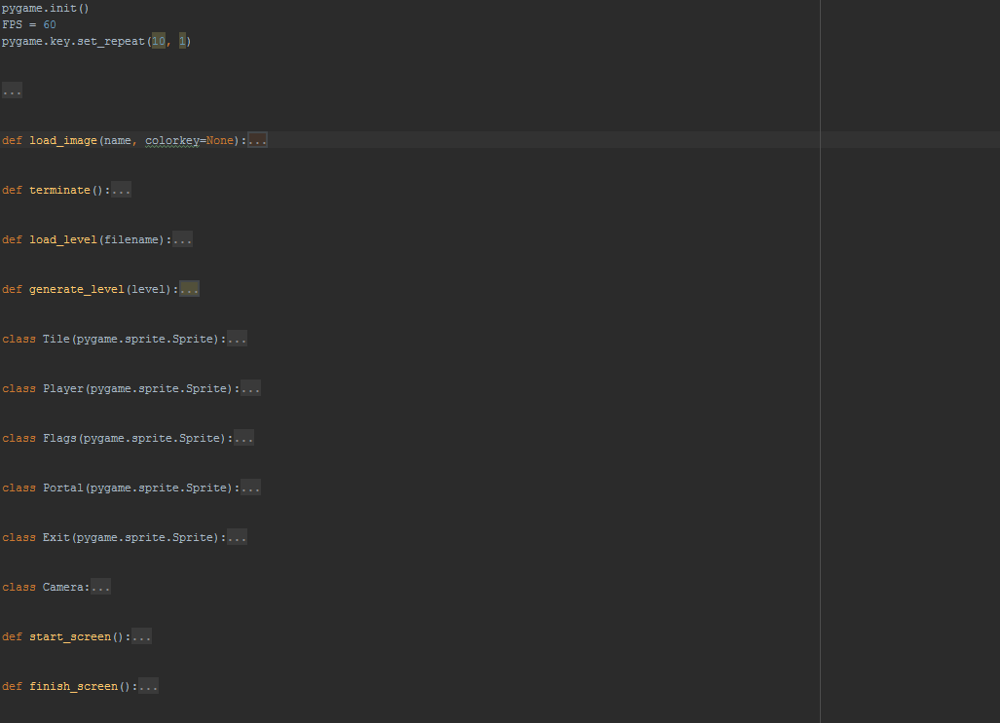 pygame.init()
FPS = 60
pygame.key.set_repeat(10, 1)
...
def load_image(name, colorkey=None):...
def terminate():...
def load_level(filename):...
def generate_level(level):...
class Tile(pygame.sprite.Sprite):...
class Player(pygame.sprite.Sprite):...
class Flags(pygame.sprite.Sprite):...
class Portal(pygame.sprite.Sprite):...
class Exit(pygame.sprite.Sprite):...
class Camera:...
def start_screen():...
def finish_screen():...